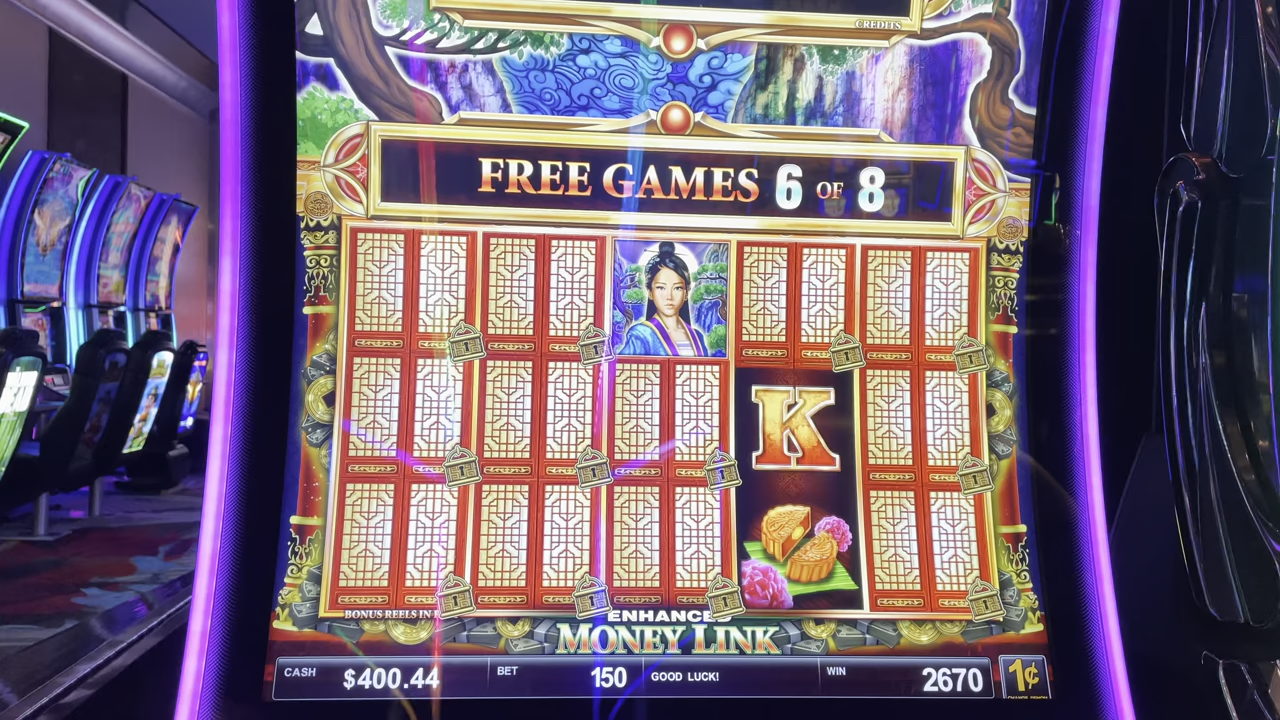 CREDITS
FREE GAMES 6 OF 8
K
BONUS REELS IN
ENHANCED
MONEY LINK
CASH $400.44 BET 150 GOOD LUCK! WIN 2670 1¢